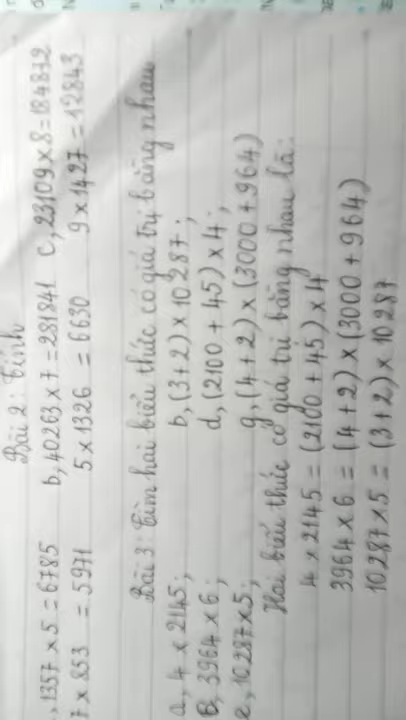 Bài 2: Tính
, 1357 x 5 = 6785 b, 40263 x 7 = 281841 c, 23109 x 8 = 184872
7 x 853 = 5971 5 x 1326 = 6630 9 x 1427 = 12843
Bài 3: Tìm hai biểu thức có giá trị bằng nhau
a, 4 x 2145; b, (3+2) x 10287;
B, 3964 x 6; d, (2100 + 45) x 4;
e, 10287 x 5; g, (4+2) x (3000 + 964)
Hai biểu thức có giá trị bằng nhau là:
4 x 2145 = (2100 + 45) x 4
3964 x 6 = (4+2) x (3000 + 964)
10287 x 5 = (3+2) x 10287